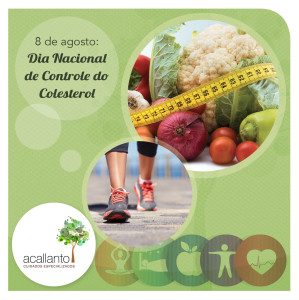 8 de agosto:
Dia Nacional
de Controle do
Colesterol
acallanto
CUIDADOS ESPECIALIZADOS